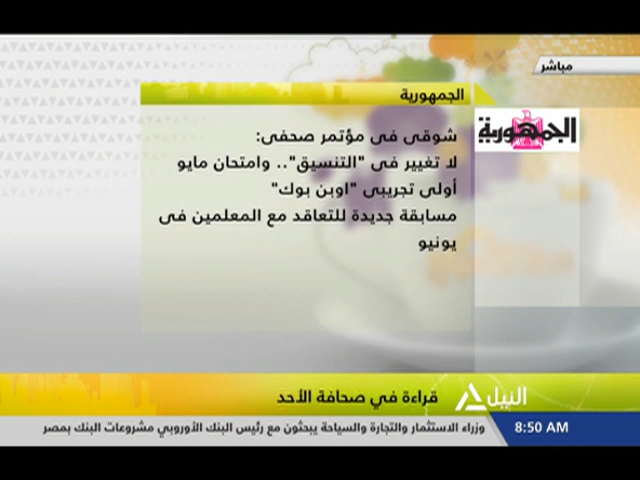 مباشر
الجمهورية
الجمهورية
شوقى فى مؤتمر صحفى:
لا تغيير فى "التنسيق".. وامتحان مايو
أولى تجريبى "اوبن بوك"
مسابقة جديدة للتعاقد مع المعلمين فى
يونيو
النيل
قراءة في صحافة الأحد
8:50 AM
وزراء الاستثمار والتجارة والسياحة يبحثون مع رئيس البنك الأوروبي مشروعات البنك بمصر